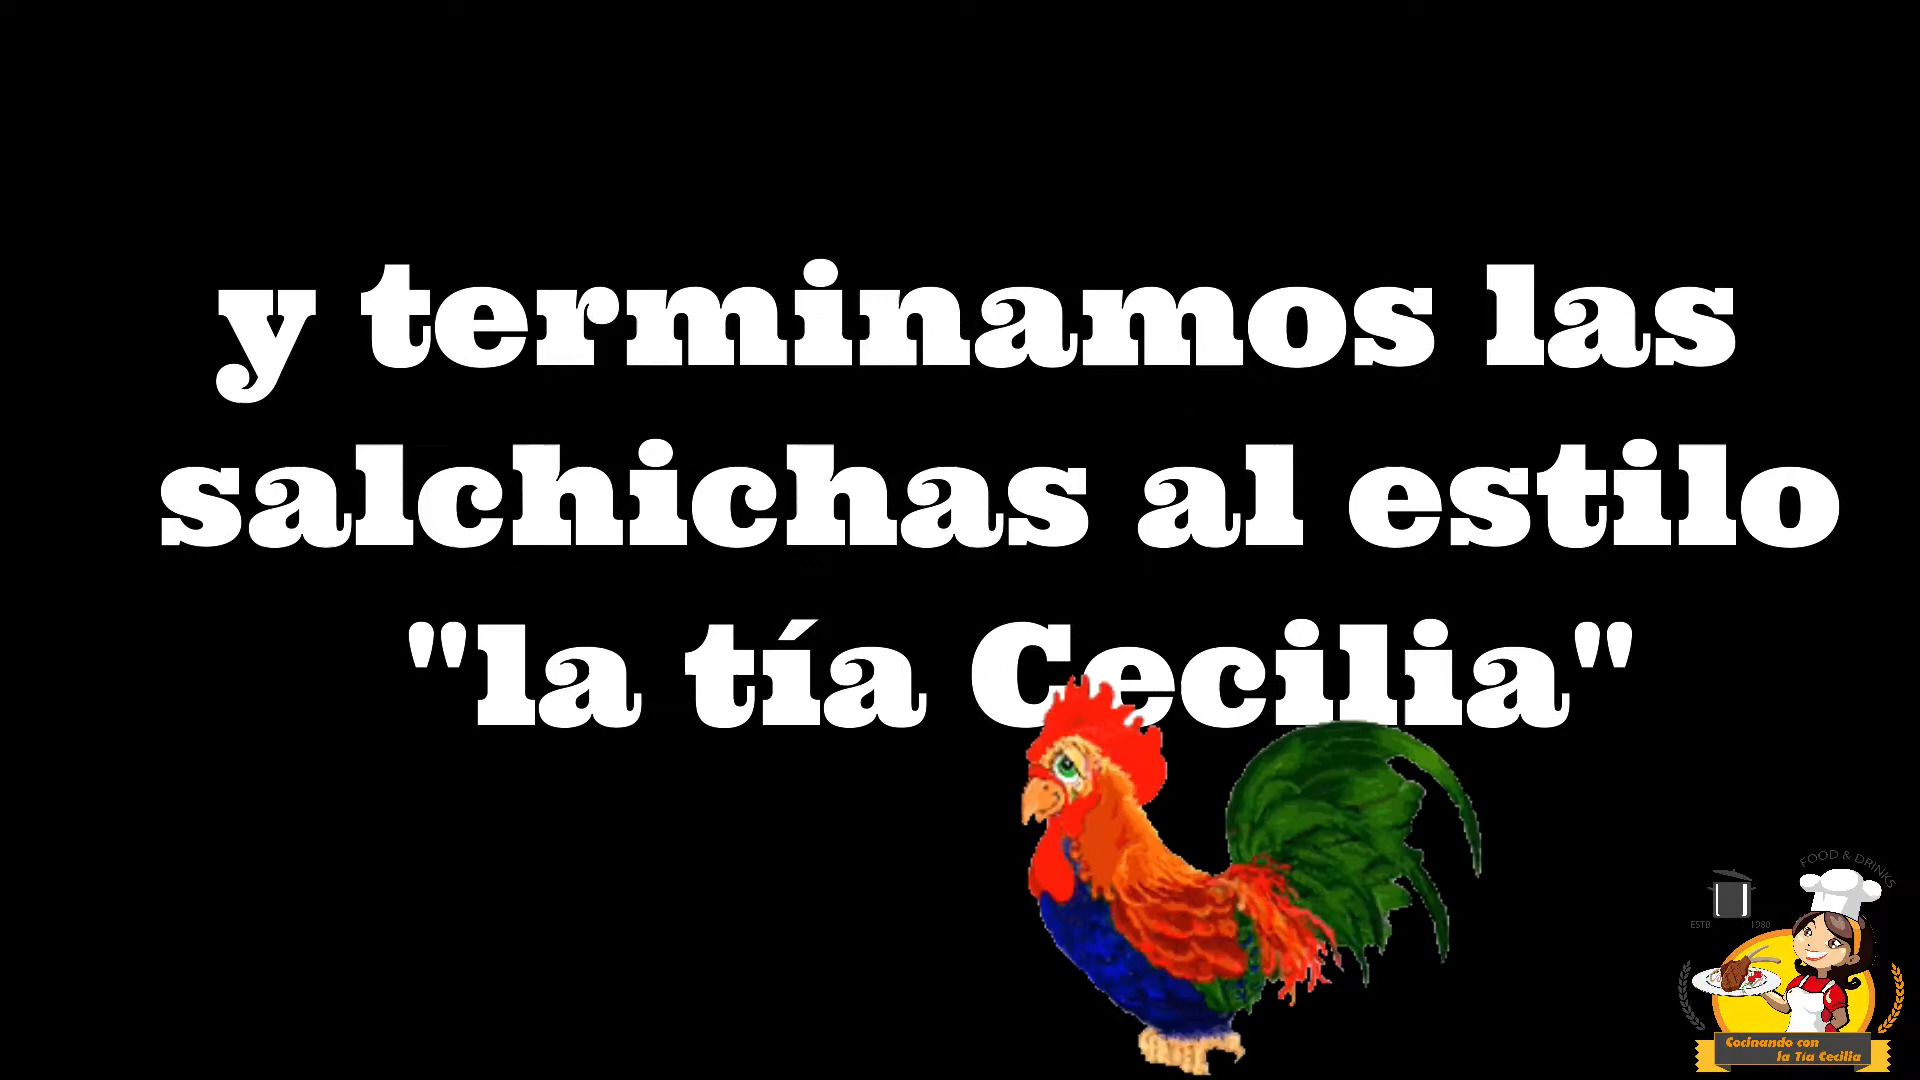 y terminamos las
salchichas al estilo
"la tía Cecilia"
FOOD & DRINKS
ESTD 1980
Cocinando con
la Tía Cecilia